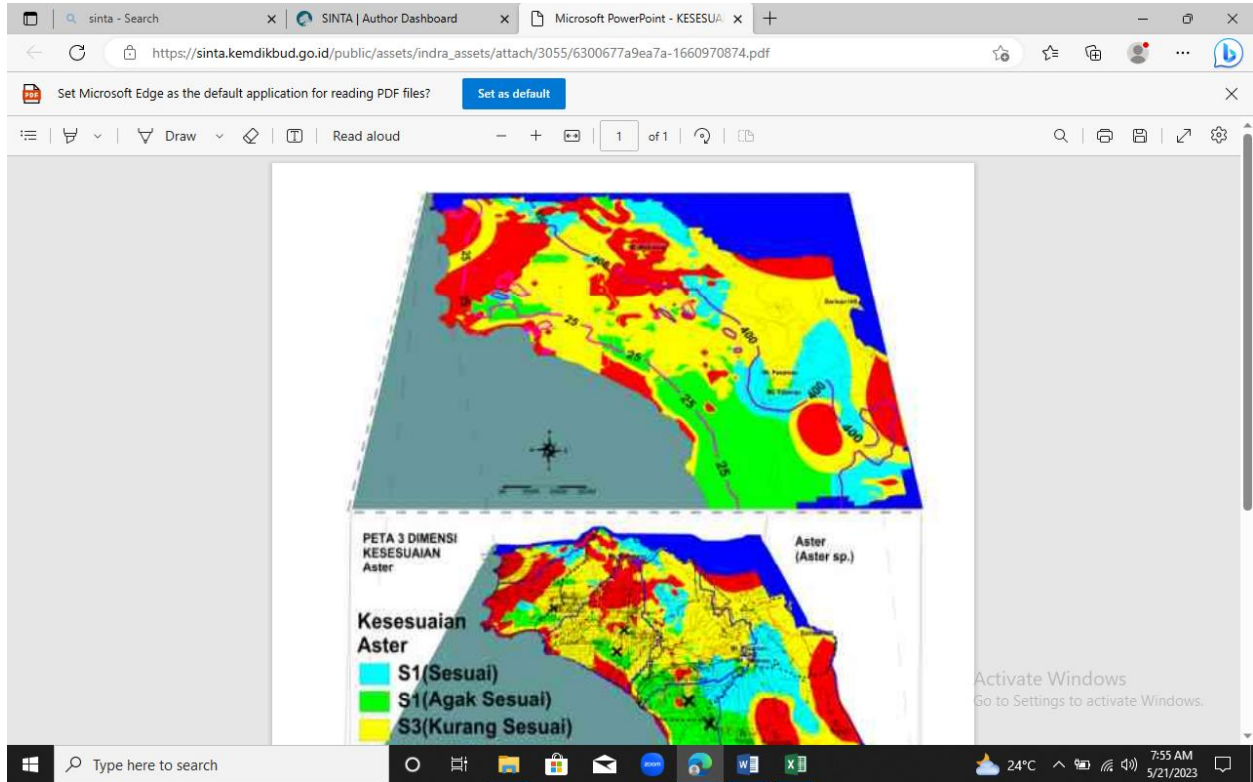 sinta - Search
SINTA | Author Dashboard
Microsoft PowerPoint - KESESUA
https://sinta.kemdikbud.go.id/public/assets/indra_assets/attach/3055/6300677a9ea7a-1660970874.pdf
Set Microsoft Edge as the default application for reading PDF files?
Set as default
Draw
Read aloud
1 of 1
400
25
400
25
25
400
25
400
400
25
PETA 3 DIMENSI
KESESUAIAN
Aster
Aster
(Aster sp.)
Kesesuaian
Aster
S1(Sesuai)
S1(Agak Sesuai)
S3(Kurang Sesuai)
Activate Windows
Go to Settings to activate Windows.
Type here to search
zoom
24°C
7:55 AM
5/21/2023